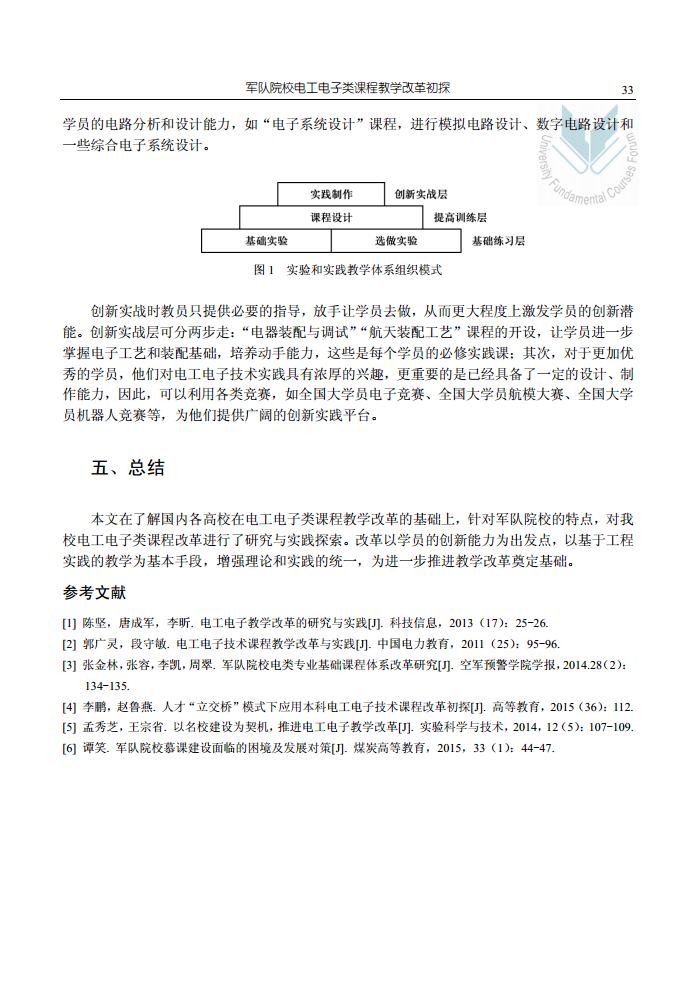 军队院校电工电子类课程教学改革初探 33
学员的电路分析和设计能力，如“电子系统设计”课程，进行模拟电路设计、数字电路设计和
一些综合电子系统设计。
University Fundamental Courses Forum
实践制作 创新实战层
课程设计 提高训练层
基础实验 选做实验 基础练习层
图 1 实验和实践教学体系组织模式
创新实战时教员只提供必要的指导，放手让学员去做，从而更大程度上激发学员的创新潜
能。创新实战层可分两步走：“电器装配与调试”“航天装配工艺”课程的开设，让学员进一步
掌握电子工艺和装配基础，培养动手能力，这些是每个学员的必修实践课；其次，对于更加优
秀的学员，他们对电工电子技术实践具有浓厚的兴趣，更重要的是已经具备了一定的设计、制
作能力，因此，可以利用各类竞赛，如全国大学员电子竞赛、全国大学员航模大赛、全国大学
员机器人竞赛等，为他们提供广阔的创新实践平台。
五、总结
本文在了解国内各高校在电工电子类课程教学改革的基础上，针对军队院校的特点，对我
校电工电子类课程改革进行了研究与实践探索。改革以学员的创新能力为出发点，以基于工程
实践的教学为基本手段，增强理论和实践的统一，为进一步推进教学改革奠定基础。
参考文献
[1] 陈坚，唐成军，李昕. 电工电子教学改革的研究与实践[J]. 科技信息，2013（17）：25-26.
[2] 郭广灵，段守敏. 电工电子技术课程教学改革与实践[J]. 中国电力教育，2011（25）：95-96.
[3] 张金林,张容,李凯,周翠. 军队院校电类专业基础课程体系改革研究[J]. 空军预警学院学报,2014.28(2)：
134-135.
[4] 李鹏，赵鲁燕. 人才“立交桥”模式下应用本科电工电子技术课程改革初探[J]. 高等教育，2015（36）：112.
[5] 孟秀芝，王宗省. 以名校建设为契机，推进电工电子教学改革[J]. 实验科学与技术，2014，12（5）：107-109.
[6] 谭笑. 军队院校慕课建设面临的困境及发展对策[J]. 煤炭高等教育，2015，33（1）：44-47.